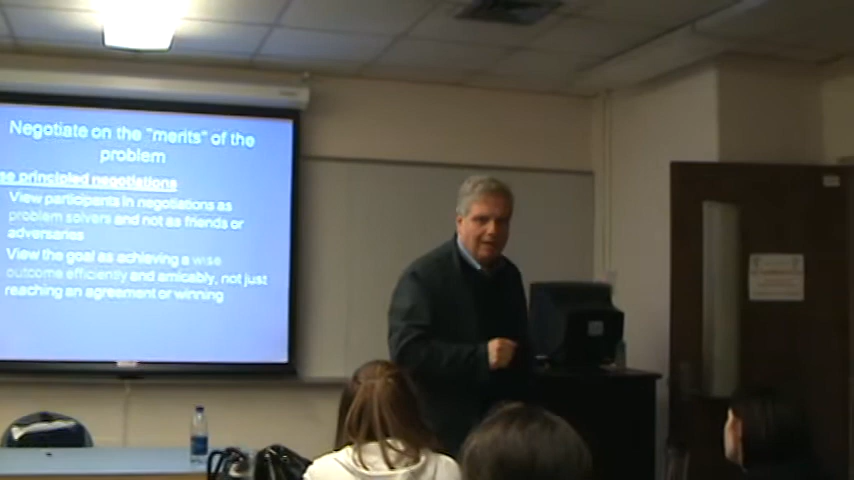 Negotiate on the "merits" of the
problem
principled negotiations
View participants in negotiations as
problem solvers and not as friends or
adversaries
View the goal as achieving a wise
outcome efficiently and amicably, not just
reaching an agreement or winning